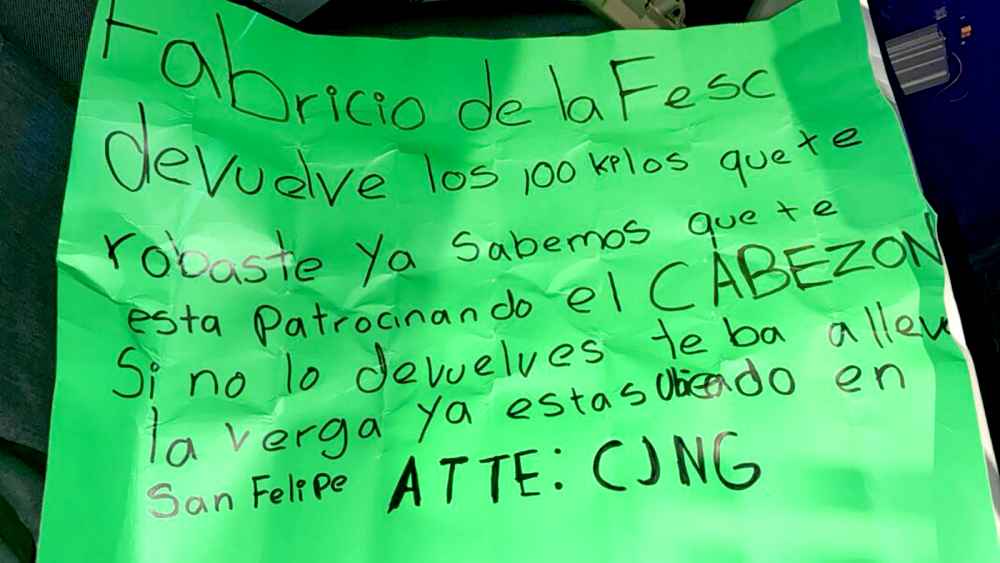 Fabricio de la Fesc
devuelve los 100 kilos que te
robaste ya sabemos que te
esta patrocinando el CABEZON
Si no lo devuelves te ba allev
la verga ya estas ubicado en
San Felipe ATTE: CJNG